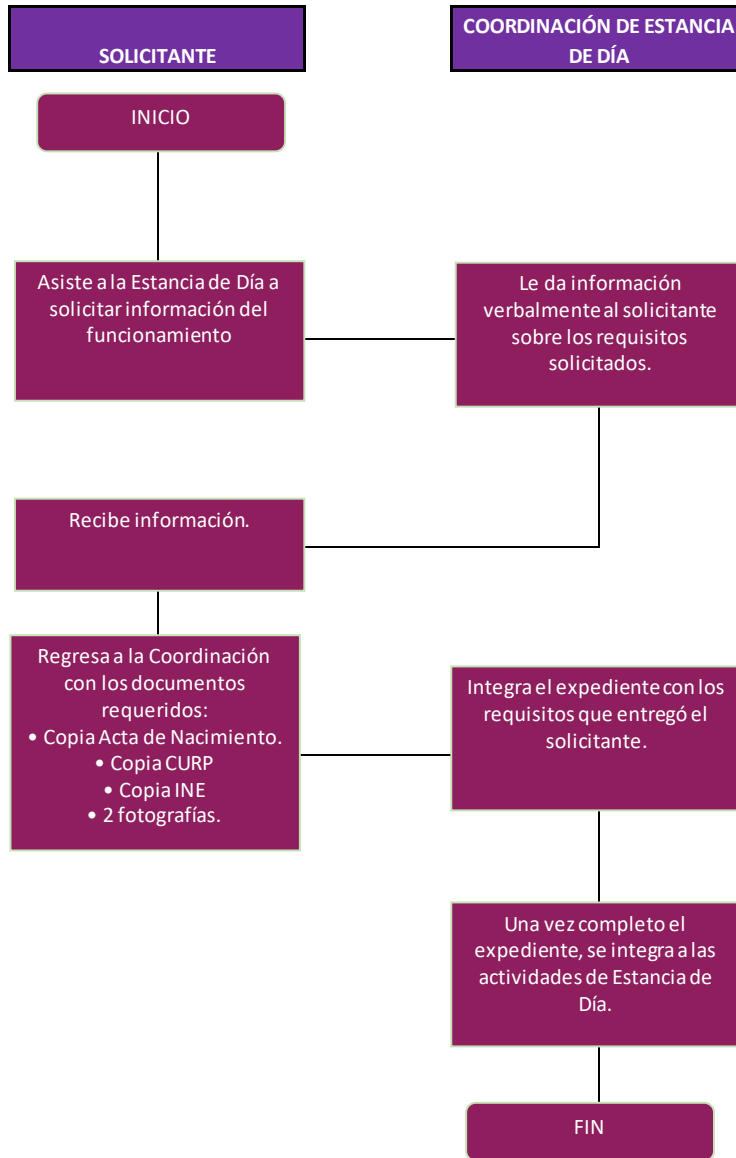 SOLICITANTE
COORDINACIÓN DE ESTANCIA
DE DÍA
INICIO
Asiste a la Estancia de Día a
solicitar información del
funcionamiento
Le da información
verbalmente al solicitante
sobre los requisitos
solicitados.
Recibe información.
Regresa a la Coordinación
con los documentos
requeridos:
• Copia Acta de Nacimiento.
• Copia CURP
• Copia INE
• 2 fotografías.
Integra el expediente con los
requisitos que entregó el
solicitante.
Una vez completo el
expediente, se integra a las
actividades de Estancia de
Día.
FIN